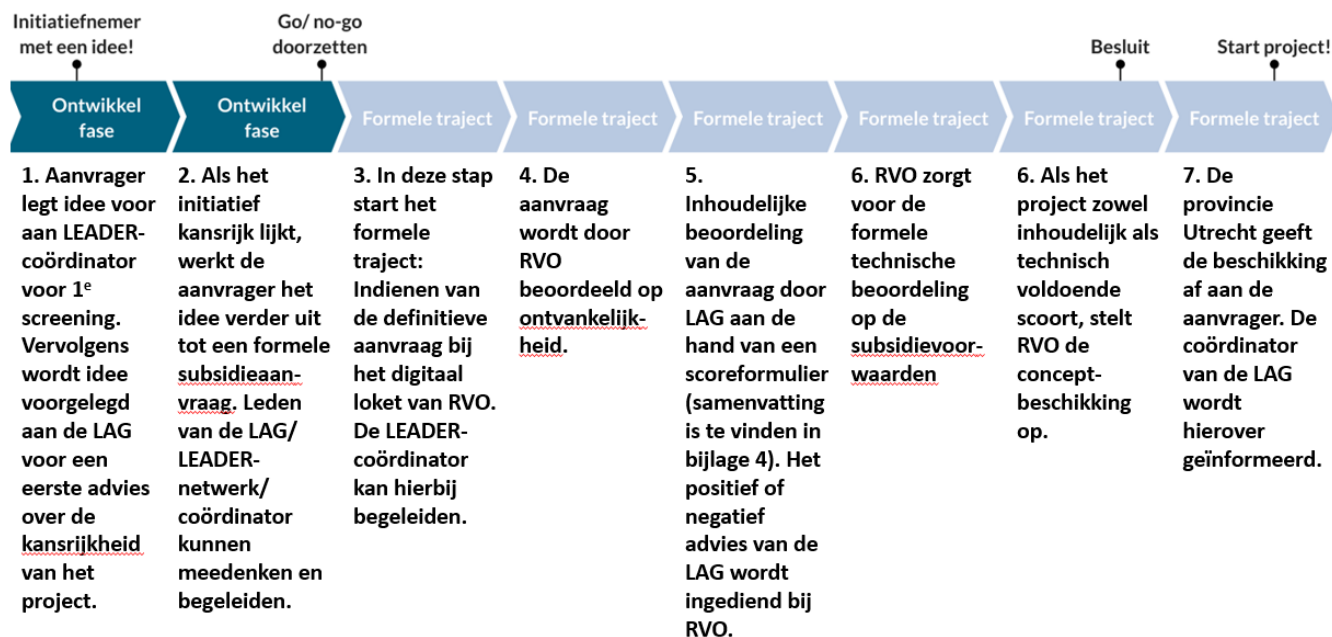 Initiatiefnemer
met een idee!
Go/ no-go
doorzetten
Besluit
Start project!
Ontwikkel
fase
Ontwikkel
fase
Formele traject
Formele traject
Formele traject
Formele traject
Formele traject
Formele traject
1. Aanvrager
legt idee voor
aan LEADER-
coördinator
voor 1e
screening.
Vervolgens
wordt idee
voorgelegd
aan de LAG
voor een
eerste advies
over de
kansrijkheid
van het
project.
2. Als het
initiatief
kansrijk lijkt,
werkt de
aanvrager het
idee verder uit
tot een formele
subsidieaan-
vraag. Leden
van de LAG/
LEADER-
netwerk/
coördinator
kunnen
meedenken en
begeleiden.
3. In deze stap
start het
formele
traject:
Indienen van
de definitieve
aanvraag bij
het digitaal
loket van RVO.
De LEADER-
coördinator
kan hierbij
begeleiden.
4. De
aanvraag
wordt door
RVO
beoordeeld op
ontvankelijk-
heid.
5.
Inhoudelijke
beoordeling
van de
aanvraag door
LAG aan de
hand van een
scoreformulier
(samenvatting
is te vinden in
bijlage 4). Het
positief of
negatief
advies van de
LAG wordt
ingediend bij
RVO.
6. RVO zorgt
voor de
formele
technische
beoordeling
op de
subsidievoor-
waarden
6. Als het
project zowel
inhoudelijk als
technisch
voldoende
scoort, stelt
RVO de
concept-
beschikking
op.
7. De
provincie
Utrecht geeft
de beschikking
af aan de
aanvrager. De
coördinator
van de LAG
wordt
hierover
geïnformeerd.